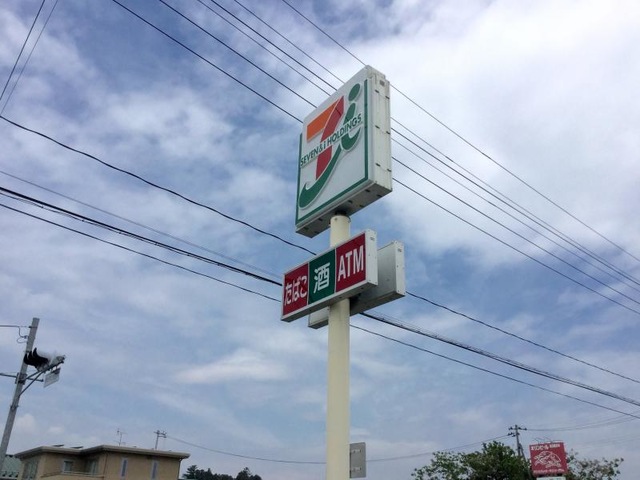 SEVEN&i HOLDINGS
たばこ 酒 ATM